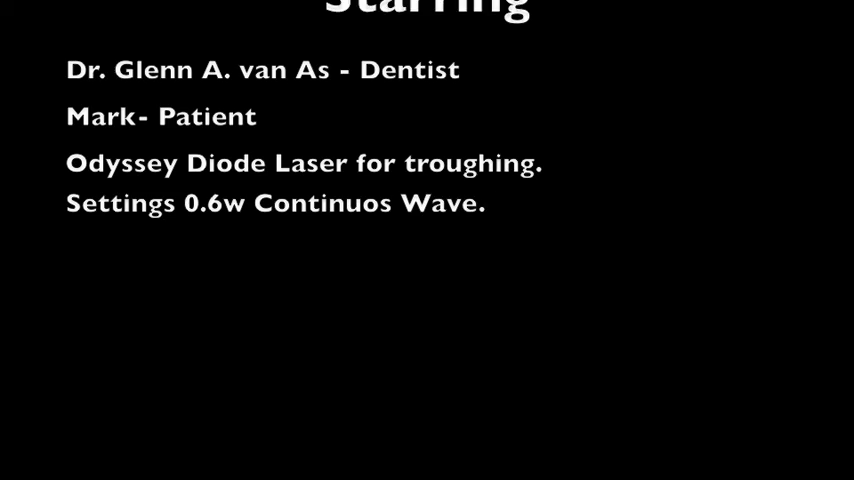 Starring
Dr. Glenn A. van As - Dentist
Mark- Patient
Odyssey Diode Laser for troughing.
Settings 0.6w Continuos Wave.